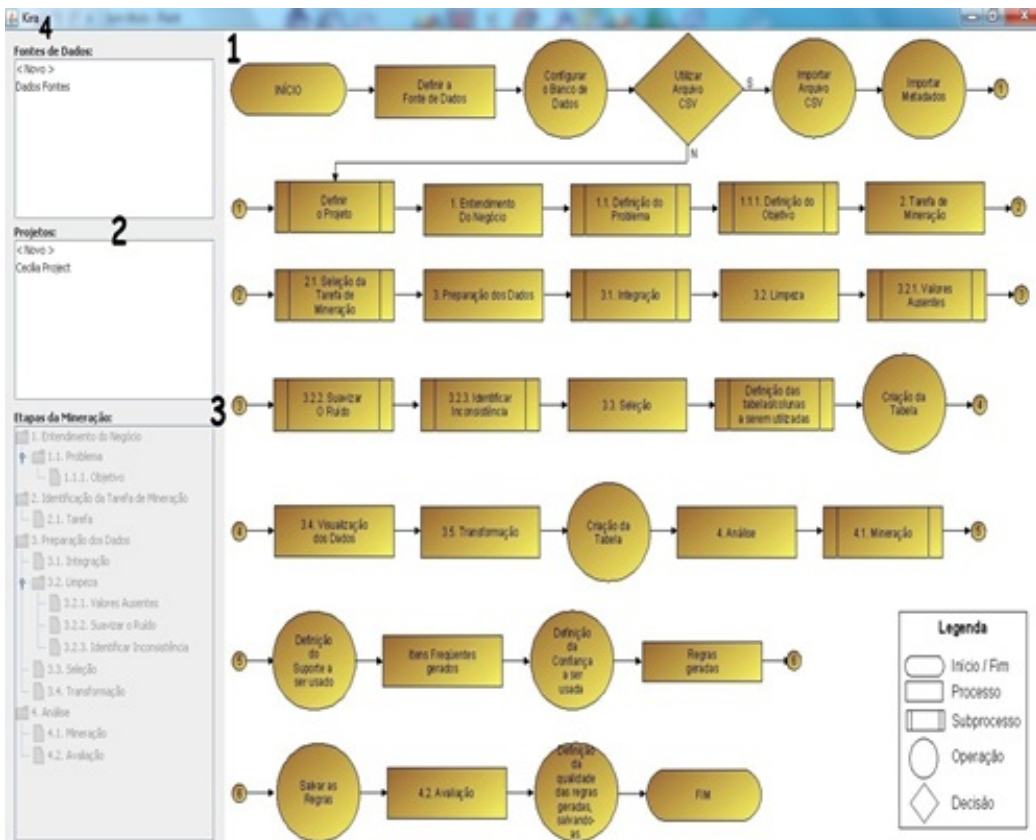 Kira
4
Fontes de Dados:
< Novo >
Dados Fontes
2
Projetos:
< Novo >
Cecilia Project
3
Etapas da Mineração:
1. Entendimento do Negócio
1.1. Problema
1.1.1. Objetivo
2. Identificação da Tarefa de Mineração
2.1. Tarefa
3. Preparação dos Dados
3.1. Integração
3.2. Limpeza
3.2.1. Valores Ausentes
3.2.2. Suavizar o Ruído
3.2.3. Identificar Inconsistência
3.3. Seleção
3.4. Transformação
4. Análise
4.1. Mineração
4.2. Avaliação
1
INÍCIO
Definir a
Fonte de Dados
Configurar
o Banco de
Dados
Utilizar
Arquivo
CSV
S
N
Importar
Arquivo
CSV
Importar
Metadados
1
1
Definir
o Projeto
1. Entendimento
Do Negócio
1.1. Definição do
Problema
1.1.1. Definição do
Objetivo
2. Tarefa de
Mineração
2
2
2.1. Seleção da
Tarefa de
Mineração
3. Preparação dos Dados
3.1. Integração
3.2. Limpeza
3.2.1. Valores
Ausentes
3
3
3.2.2. Suavizar
O Ruído
3.2.3. Identificar
Inconsistência
3.3. Seleção
Definição das
tabelas/colunas
a serem utilizadas
Criação da
Tabela
4
4
3.4. Visualização
dos Dados
3.5. Transformação
Criação da
Tabela
4. Análise
4.1. Mineração
5
5
Definição
do
Suporte a
ser usado
Itens Freqüentes
gerados
Definição
da
Confiança
a ser
usada
Regras
geradas
6
6
Salvar as
Regras
4.2. Avaliação
Definição
da
qualidade
das regras
geradas,
salvando-
as
FIM
Legenda
Início / Fim
Processo
Subprocesso
Operação
Decisão